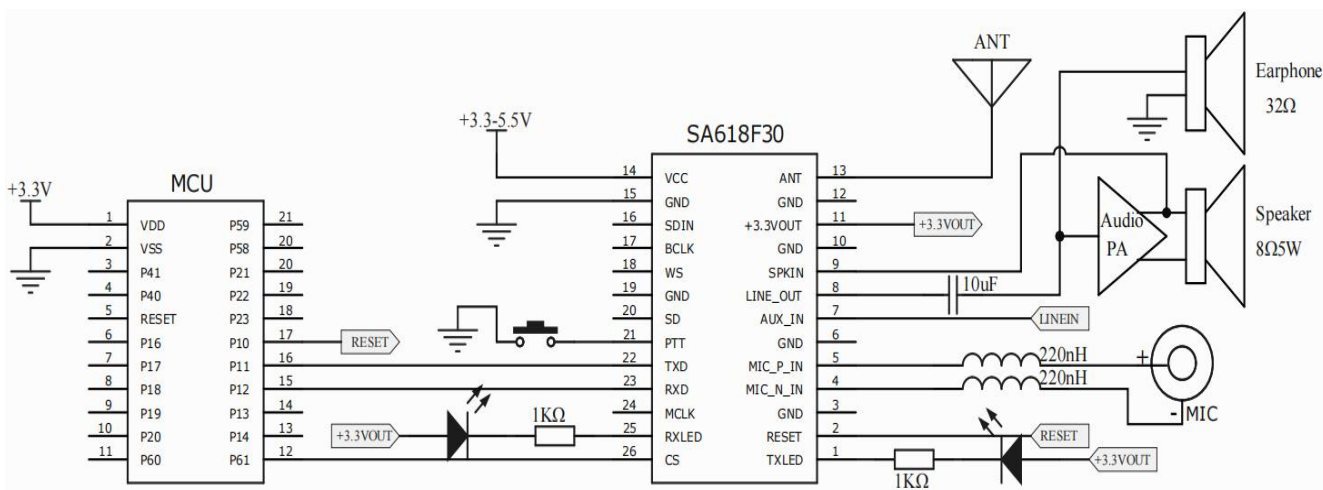 ANT
Earphone
32Ω
+3.3-5.5V
SA618F30
+3.3V
MCU
1 VDD P59 21
2 VSS P58 20
3 P41 P21 20
4 P40 P22 19
5 RESET P23 18
6 P16 P10 17 RESET
7 P17 P11 16
8 P18 P12 15
9 P19 P13 14
10 P20 P14 13
11 P60 P61 12
14 VCC ANT 13
15 GND GND 12
16 SDIN +3.3VOUT 11 +3.3VOUT
17 BCLK GND 10
18 WS SPKIN 9
19 GND LINE_OUT 8 10uF
20 SD AUX_IN 7 LINEIN
21 PTT GND 6
22 TXD MIC_P_IN 5 220nH +
23 RXD MIC_N_IN 4 220nH
24 MCLK GND 3 - MIC
+3.3VOUT 1KΩ 25 RXLED RESET 2 RESET
26 CS TXLED 1 1KΩ +3.3VOUT
Audio
PA
Speaker
8Ω5W